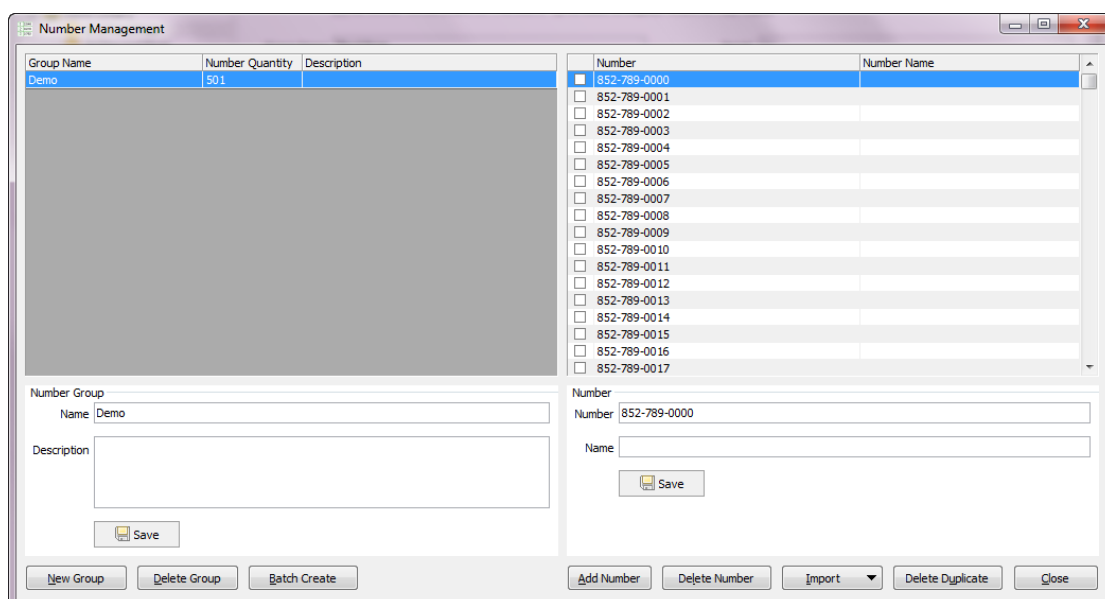 Number Management
Group Name Number Quantity Description
Demo 501
Number Number Name
852-789-0000
852-789-0001
852-789-0002
852-789-0003
852-789-0004
852-789-0005
852-789-0006
852-789-0007
852-789-0008
852-789-0009
852-789-0010
852-789-0011
852-789-0012
852-789-0013
852-789-0014
852-789-0015
852-789-0016
852-789-0017
Number Group
Name Demo
Description
Save
Number
Number 852-789-0000
Name
Save
New Group Delete Group Batch Create
Add Number Delete Number Import Delete Duplicate Close